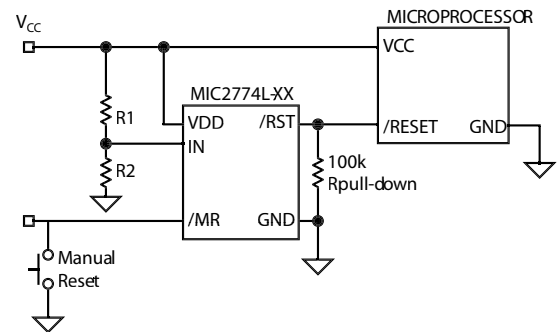 MICROPROCESSOR
VCC
VCC
MIC2774L-XX
R1
VDD
/RST
/RESET
GND
IN
R2
100k
Rpull-down
/MR
GND
Manual
Reset